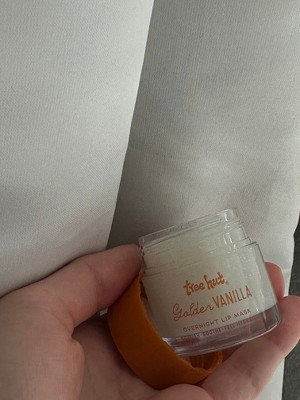 tree hut
Golden VANILLA
OVERNIGHT LIP MASK